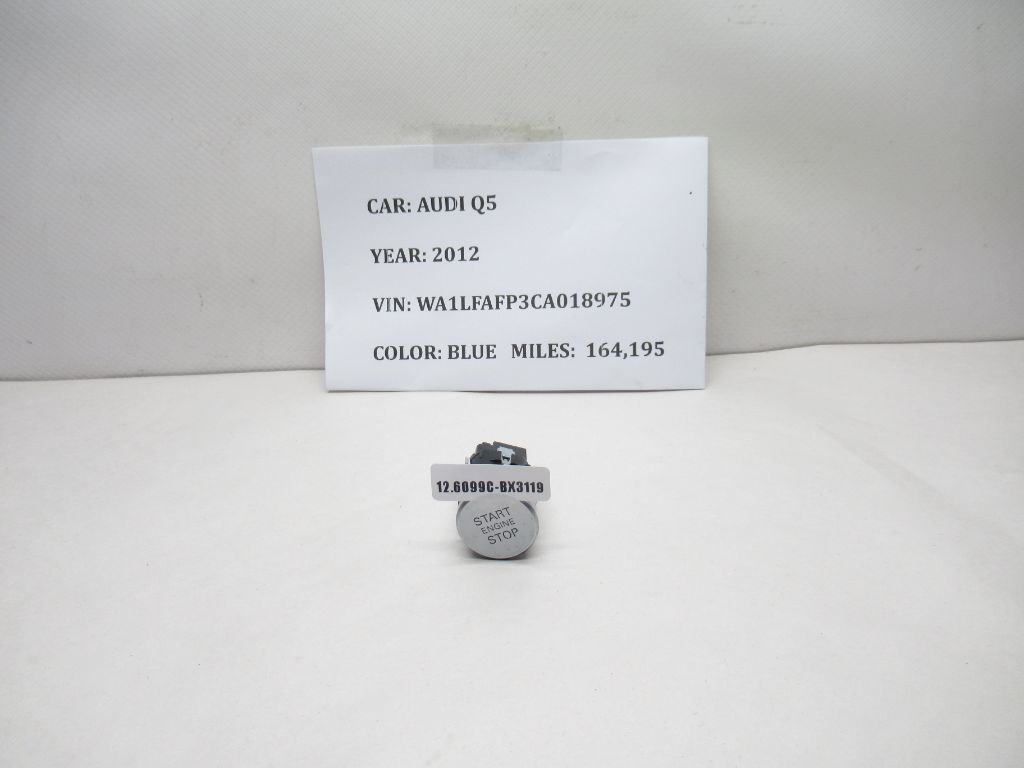 CAR: AUDI Q5
YEAR: 2012
VIN: WA1LFAFP3CA018975
COLOR: BLUE MILES: 164,195
12.6099C-BX3119
START
ENGINE
STOP